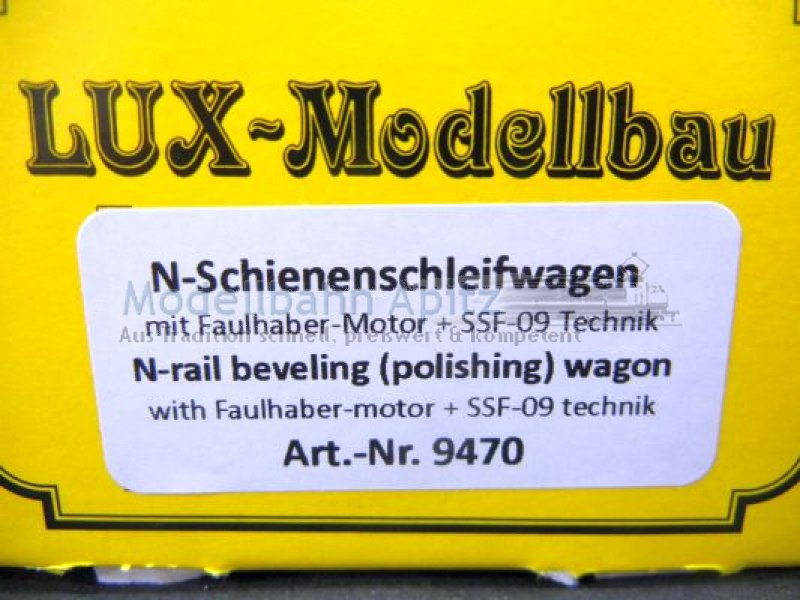 LUX-Modellbau
N-Schienenschleifwagen
Modellbahn Apitz
mit Faulhaber-Motor + SSF-09 Technik
Aus Tradition schnell, preiswert & kompetent
N-rail beveling (polishing) wagon
with Faulhaber-motor + SSF-09 technik
Art.-Nr. 9470